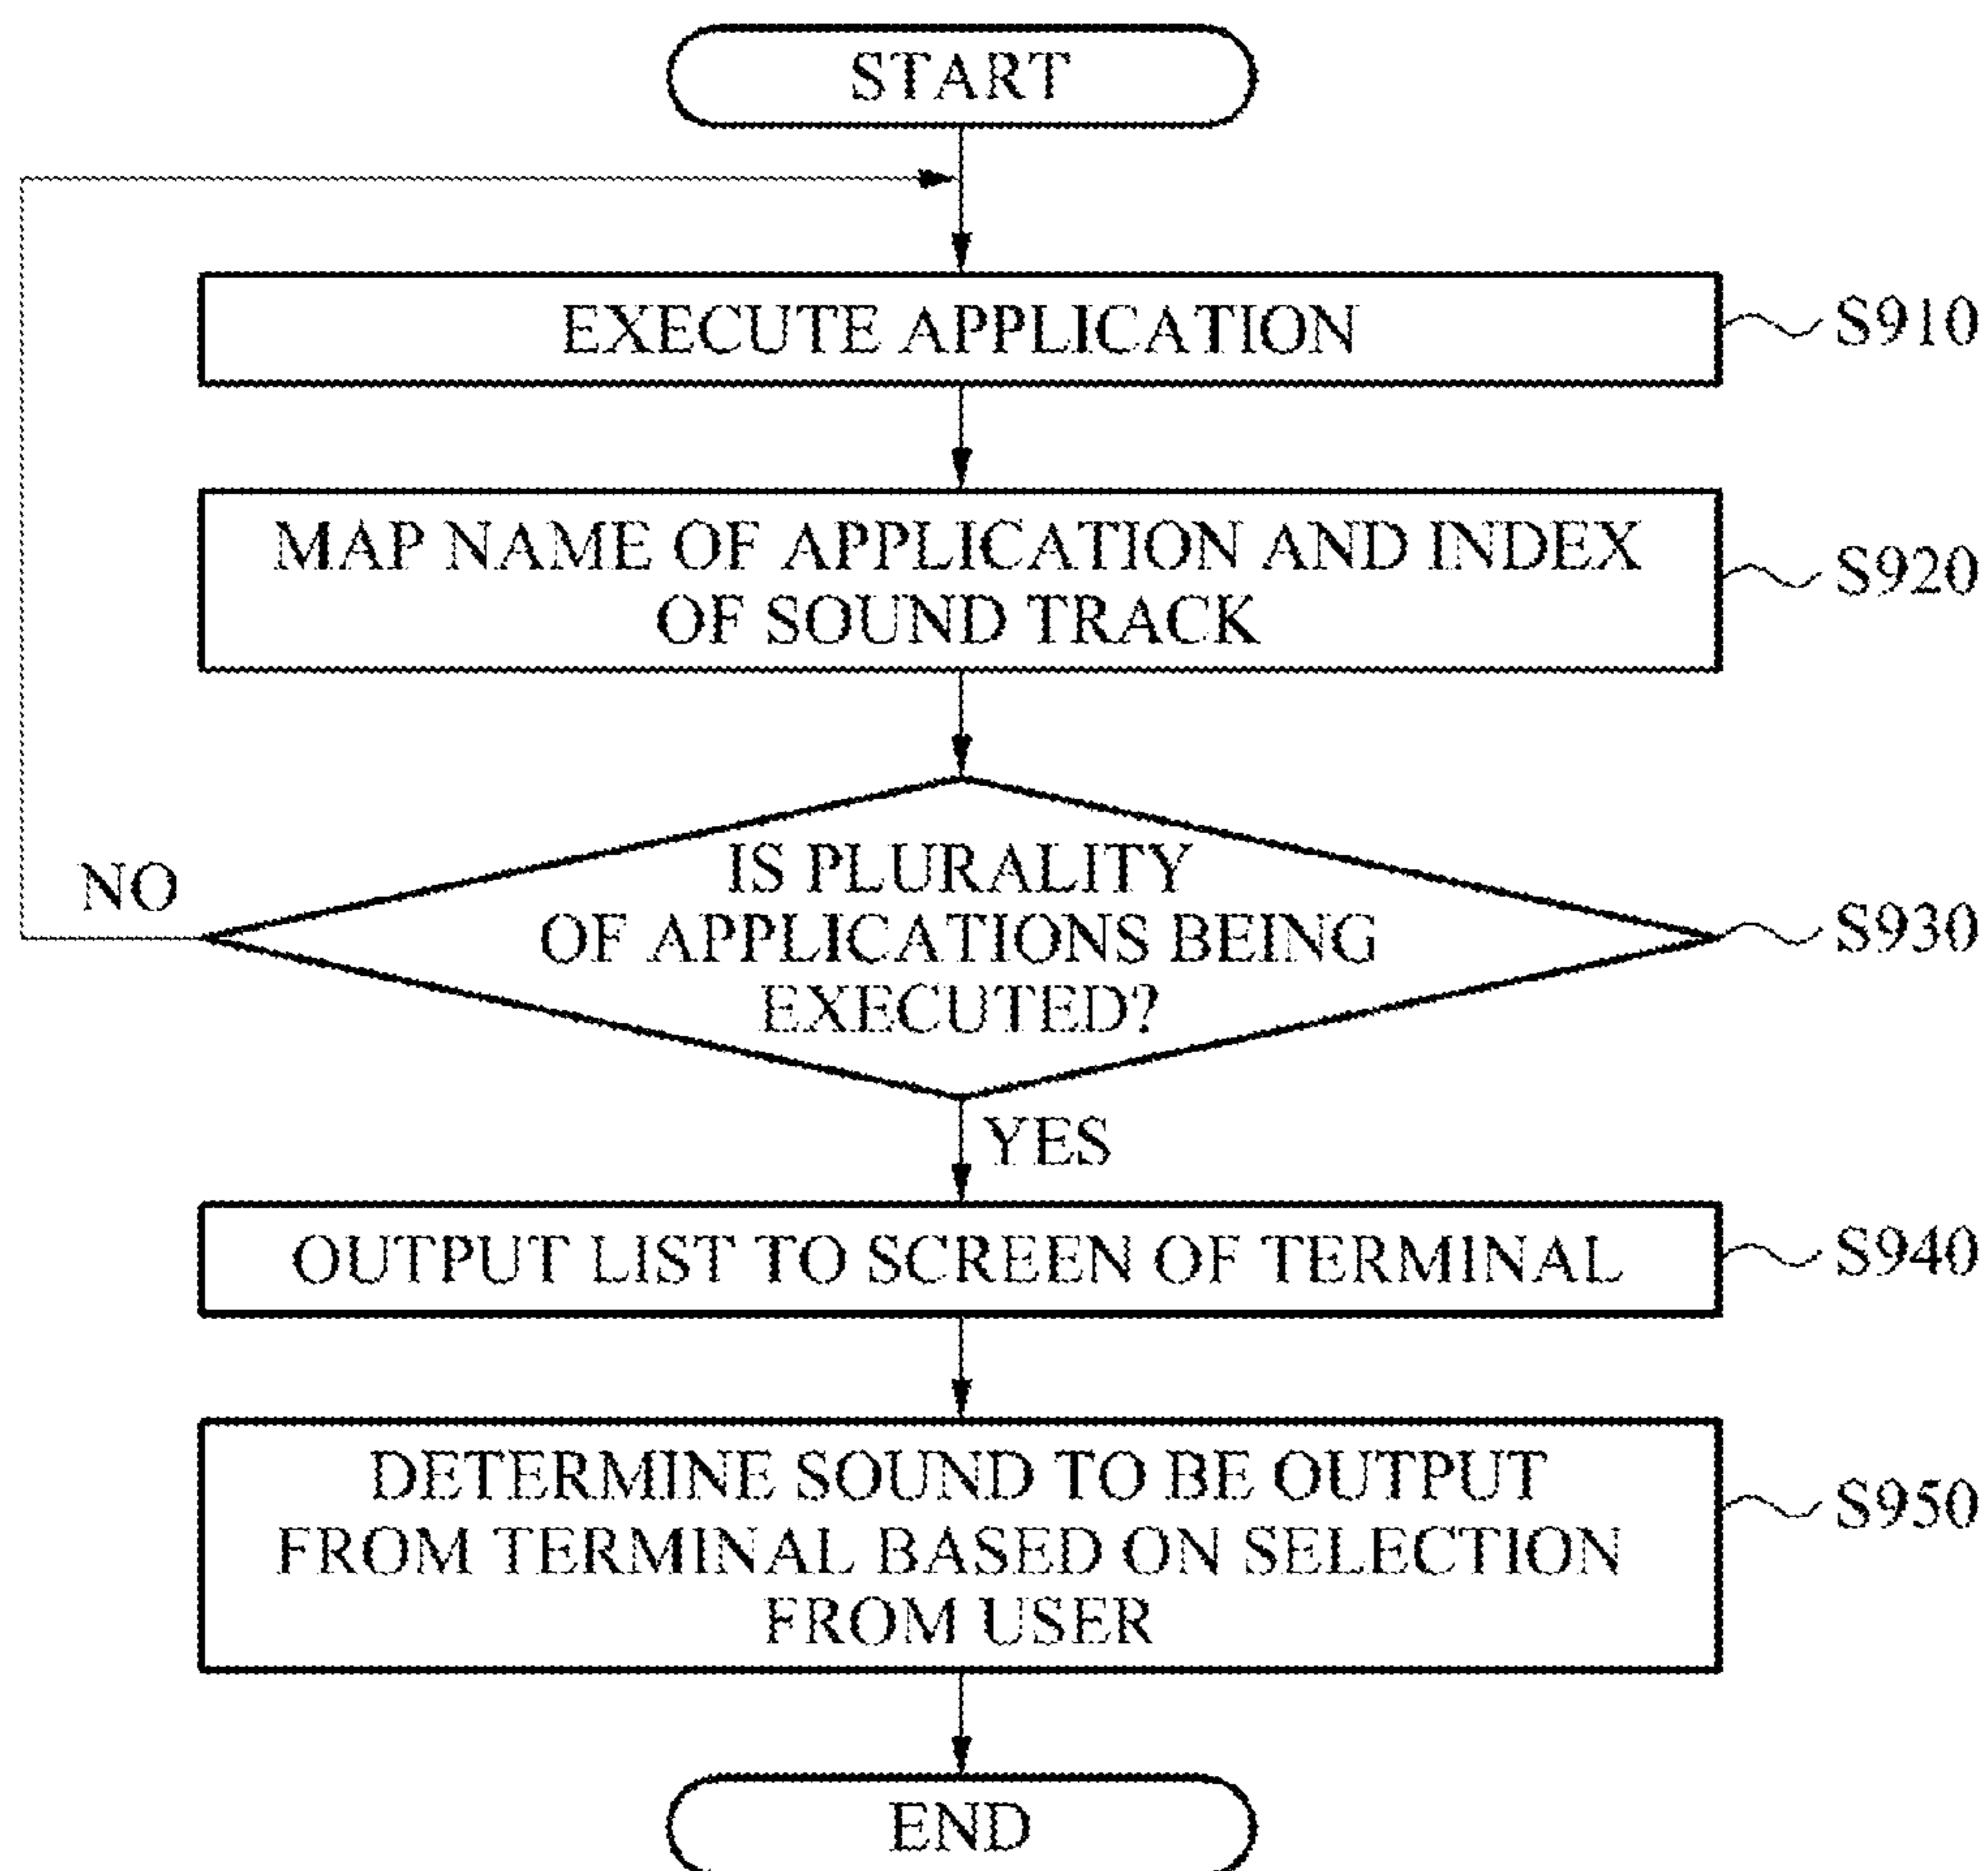 START
EXECUTE APPLICATION
S910
MAP NAME OF APPLICATION AND INDEX
OF SOUND TRACK
S920
IS PLURALITY
OF APPLICATIONS BEING
EXECUTED?
S930
NO
YES
OUTPUT LIST TO SCREEN OF TERMINAL
S940
DETERMINE SOUND TO BE OUTPUT
FROM TERMINAL BASED ON SELECTION
FROM USER
S950
END